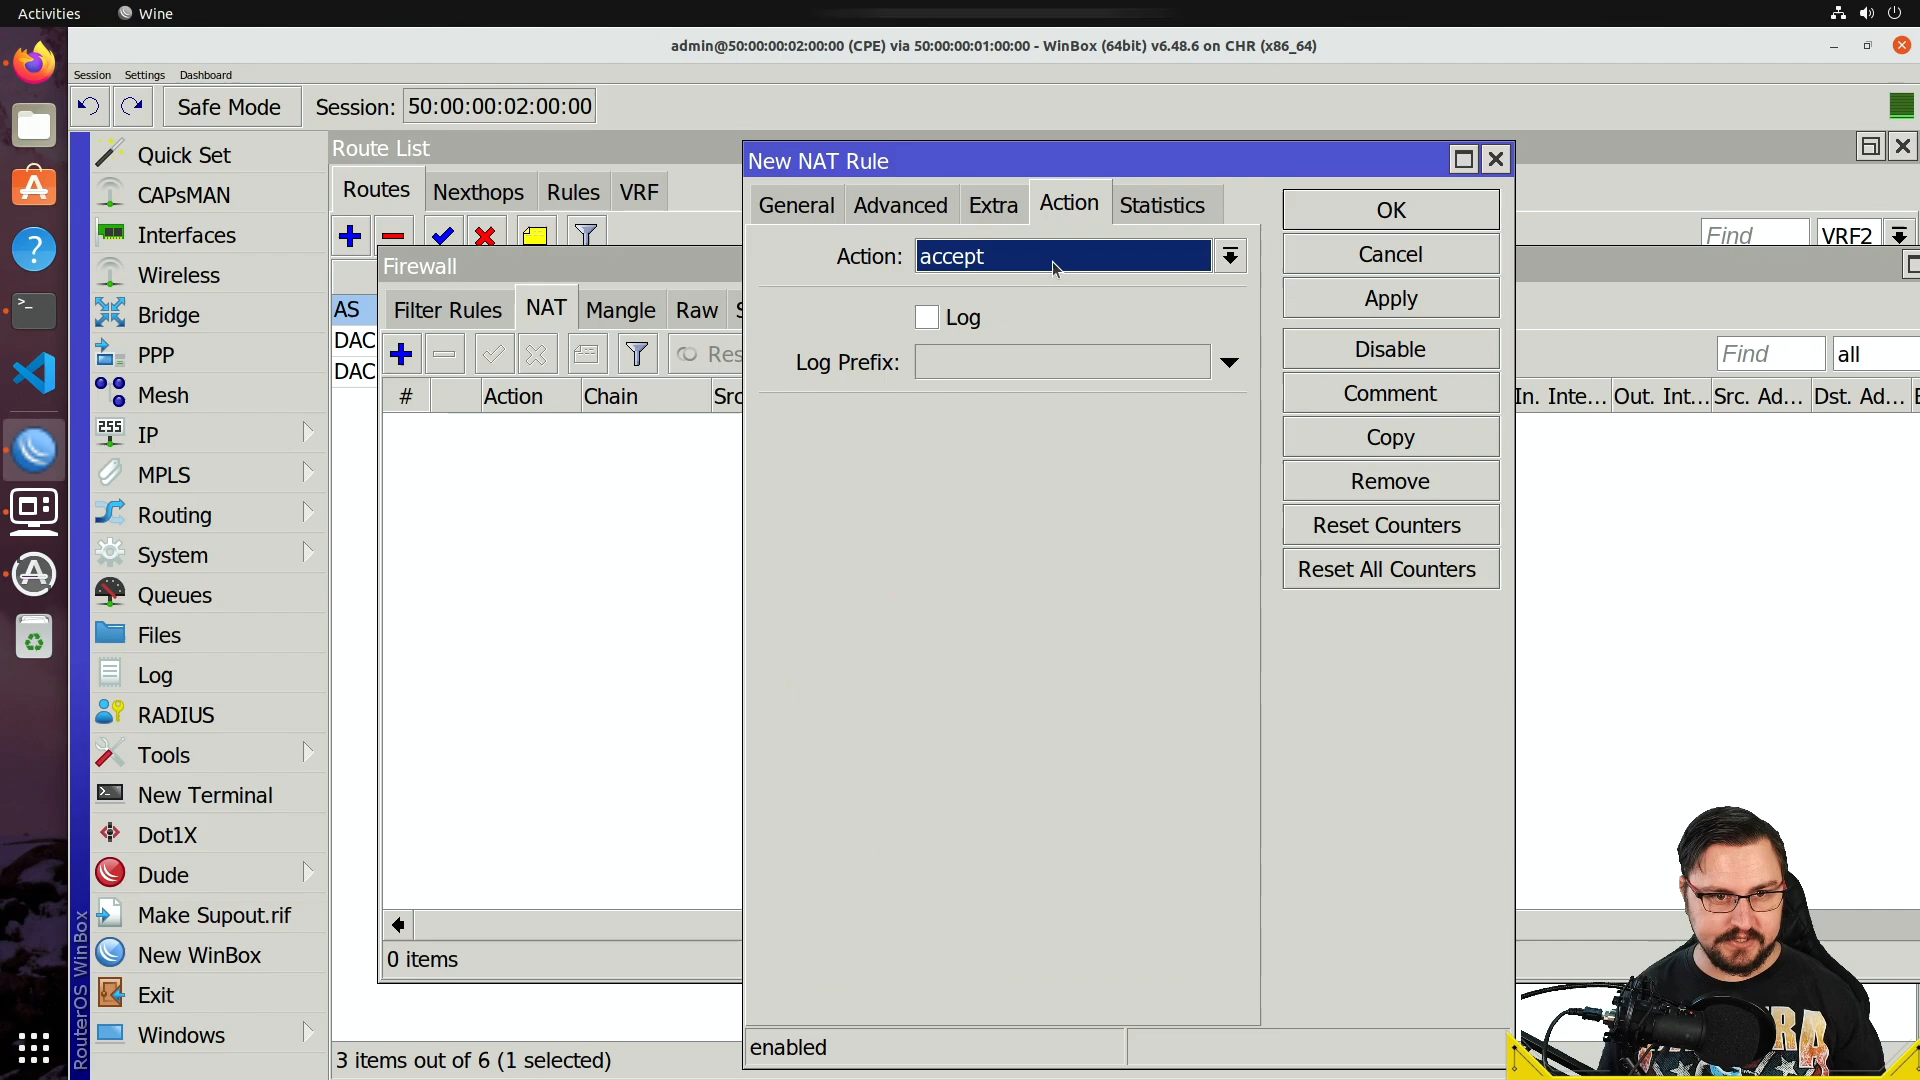 Activities
Wine
admin@50:00:00:02:00:00 (CPE) via 50:00:00:01:00:00 - WinBox (64bit) v6.48.6 on CHR (x86_64)
Session Settings Dashboard
Safe Mode
Session: 50:00:00:02:00:00
Quick Set
CAPsMAN
Interfaces
Wireless
Bridge
PPP
Mesh
255
IP
MPLS
Routing
System
Queues
Files
Log
RADIUS
Tools
New Terminal
Dot1X
Dude
Make Supout.rif
New WinBox
Exit
Windows
RouterOS WinBox
Route List
Routes Nexthops Rules VRF
Find
VRF2
AS
DAC
DAC
3 items out of 6 (1 selected)
Firewall
Filter Rules NAT Mangle Raw
Res
Find
all
# Action Chain Src
In. Inte... Out. Int... Src. Ad... Dst. Ad...
0 items
New NAT Rule
General Advanced Extra Action Statistics
Action: accept
Log
Log Prefix:
OK
Cancel
Apply
Disable
Comment
Copy
Remove
Reset Counters
Reset All Counters
enabled